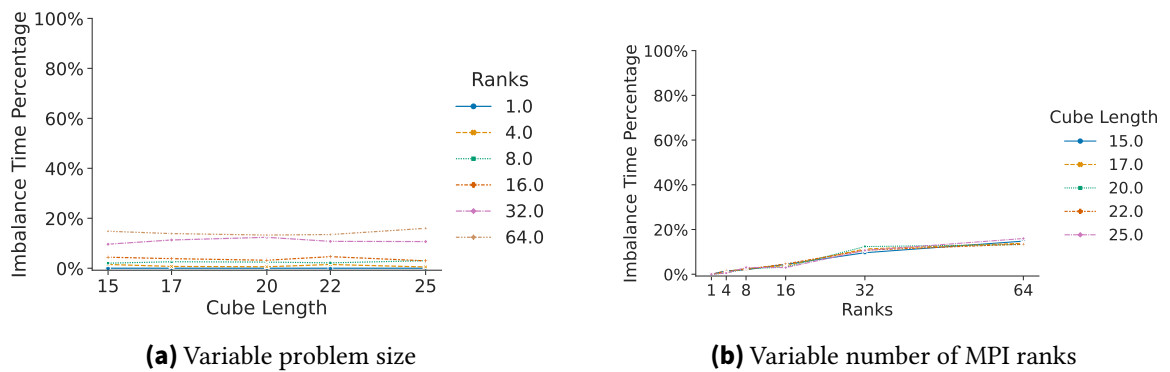 Imbalance Time Percentage
100%
80%
60%
40%
20%
0%
15 17 20 22 25
Cube Length
Ranks
1.0
4.0
8.0
16.0
32.0
64.0
(a) Variable problem size
Imbalance Time Percentage
100%
80%
60%
40%
20%
0%
1 4 8 16 32 64
Ranks
Cube Length
15.0
17.0
20.0
22.0
25.0
(b) Variable number of MPI ranks